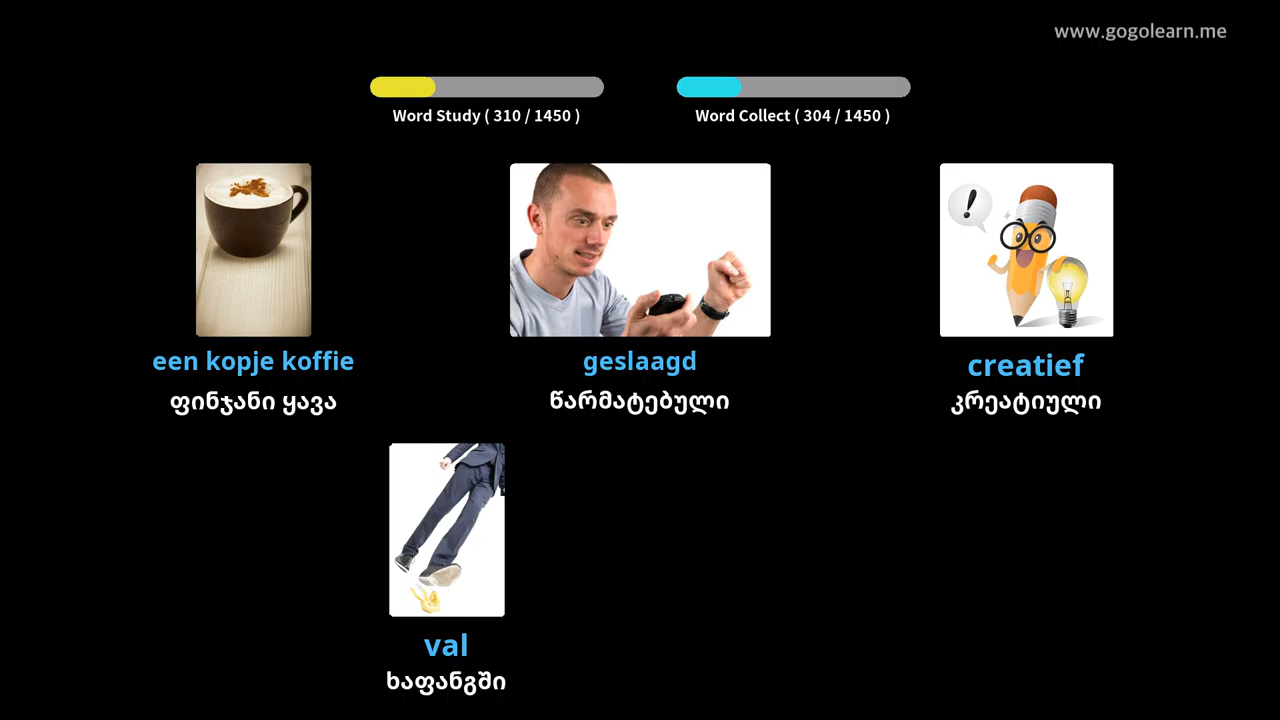 www.gogolearn.me
Word Study ( 310 / 1450 )
Word Collect ( 304 / 1450 )
een kopje koffie
ფინჯანი ყავა
geslaagd
წარმატებული
creatief
კრეატიული
val
ხაფანგში